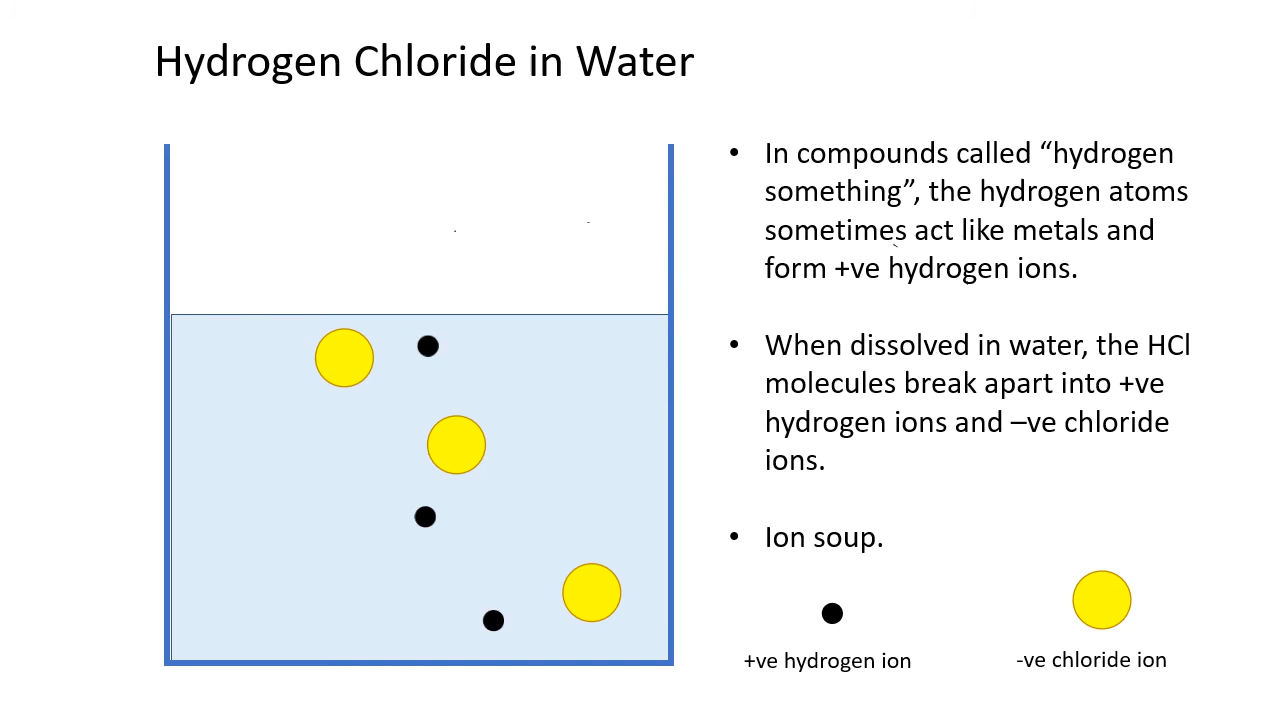 Hydrogen Chloride in Water
• In compounds called “hydrogen
something”, the hydrogen atoms
sometimes act like metals and
form +ve hydrogen ions.
• When dissolved in water, the HCl
molecules break apart into +ve
hydrogen ions and –ve chloride
ions.
• Ion soup.
+ve hydrogen ion
-ve chloride ion